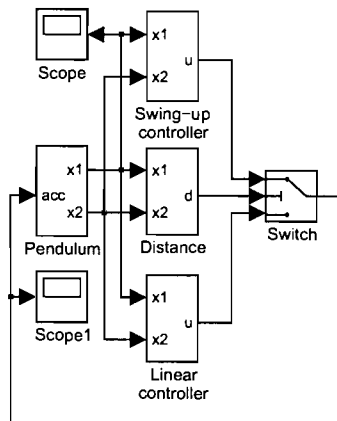 x1
x2
u
Scope
Swing-up
controller
acc
x1
x2
x1
x2
d
Pendulum
Distance
Switch
Scope1
x1
x2
u
Linear
controller